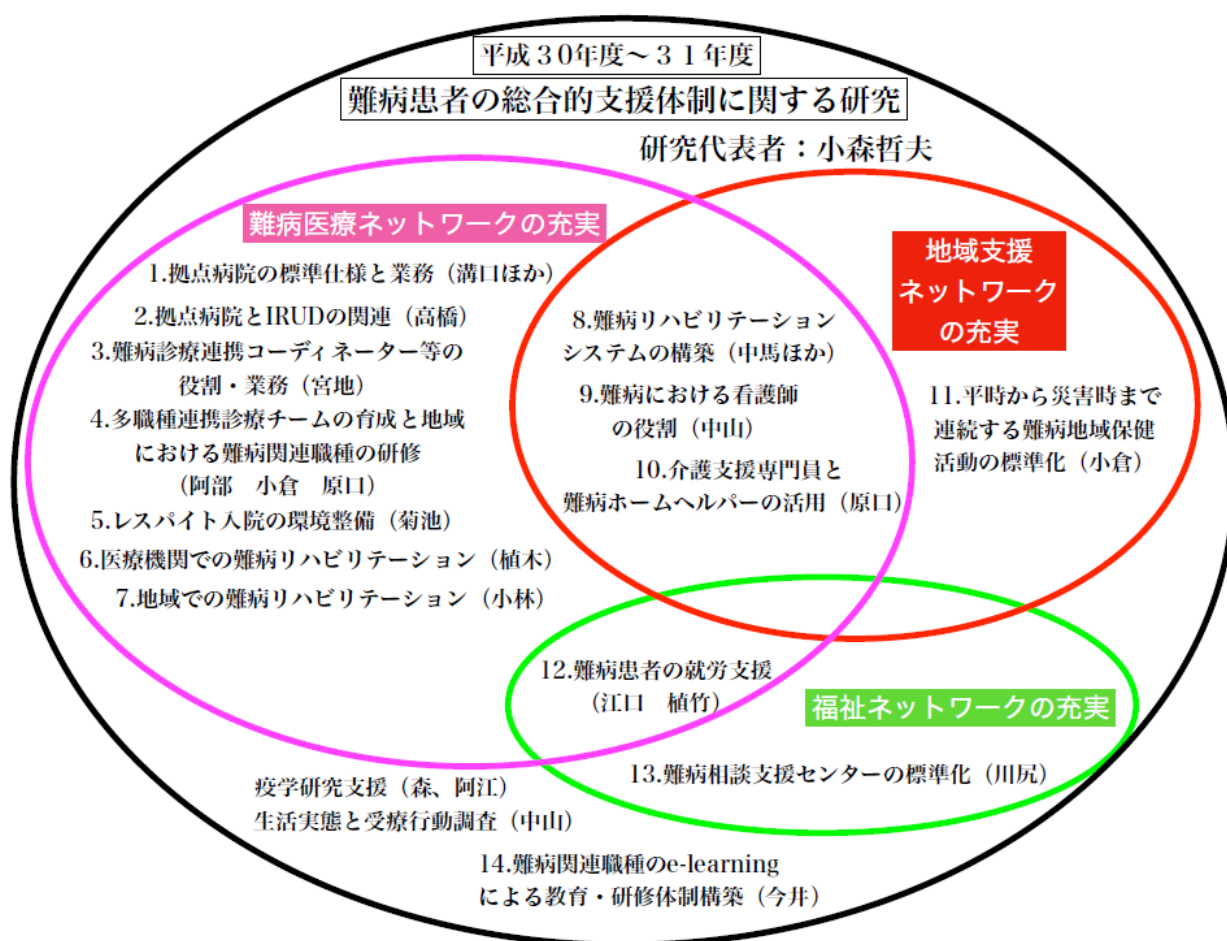 平成３0年度～３１年度
難病患者の総合的支援体制に関する研究
研究代表者：小森哲夫
難病医療ネットワークの充実
1.拠点病院の標準仕様と業務（溝口ほか）
2.拠点病院とIRUDの関連（高橋）
3.難病診療連携コーディネーター等の
役割・業務（宮地）
4.多職種連携診療チームの育成と地域
における難病関連職種の研修
（阿部　小倉　原口）
5.レスパイト入院の環境整備（菊池）
6.医療機関での難病リハビリテーション（植木）
7.地域での難病リハビリテーション（小林）
8.難病リハビリテーション
システムの構築（中馬ほか）
9.難病における看護師
の役割（中山）
10.介護支援専門員と
難病ホームヘルパーの活用（原口）
地域支援
ネットワーク
の充実
11.平時から災害時まで
連続する難病地域保健
活動の標準化（小倉）
12.難病患者の就労支援
（江口　植竹）
福祉ネットワークの充実
13.難病相談支援センターの標準化（川尻）
疫学研究支援（森、阿江）
生活実態と受療行動調査（中山）
14.難病関連職種のe-learning
による教育・研修体制構築（今井）